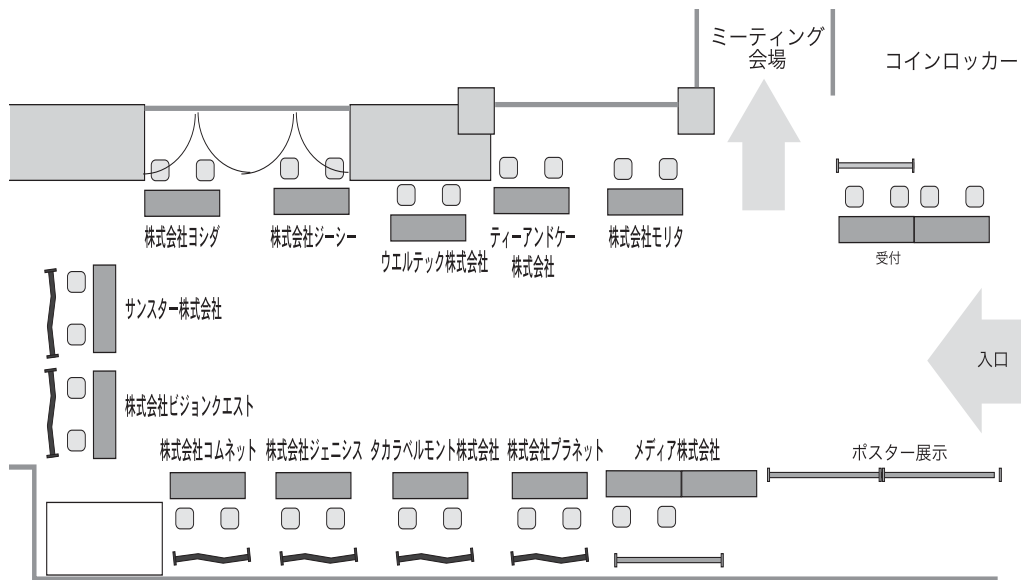 ミーティング
会場
コインロッカー
株式会社ヨシダ
株式会社ジーシー
ウエルテック株式会社
ティーアンドケー
株式会社
株式会社モリタ
受付
サンスター株式会社
入口
株式会社ビジョンクエスト
株式会社コムネット
株式会社ジェニシス
タカラベルモント株式会社
株式会社プラネット
メディア株式会社
ポスター展示